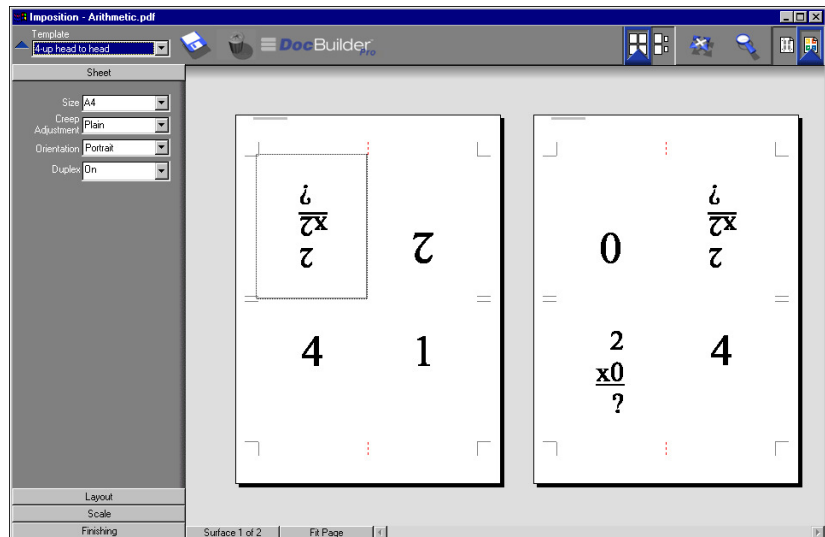 Imposition - Arithmetic.pdf
Template
4-up head to head
DocBuilder Pro
Sheet
Size A4
Creep Adjustment Plain
Orientation Portrait
Duplex On
?
x2
2
2
4
1
0
?
x2
2
2
x0
?
4
Layout
Scale
Finishing
Surface 1 of 2
Fit Page